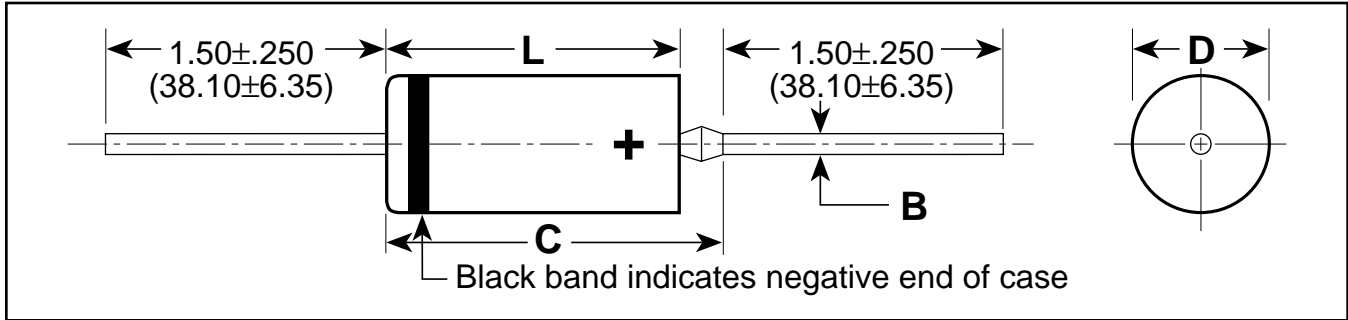 1.50±.250
(38.10±6.35)
L
1.50±.250
(38.10±6.35)
D
+
B
C
Black band indicates negative end of case